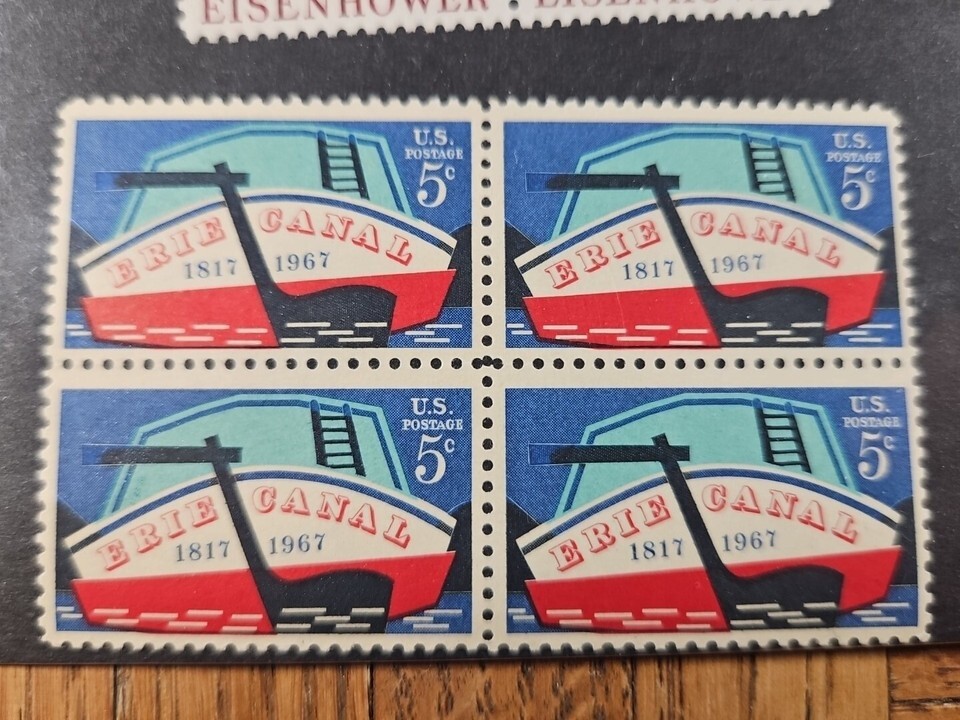 EISENHOWER · EISENHOWER
U.S.
POSTAGE
5c
ERIE CANAL
1817 1967
U.S.
POSTAGE
5c
ERIE CANAL
1817 1967
U.S.
POSTAGE
5c
ERIE CANAL
1817 1967
U.S.
POSTAGE
5c
ERIE CANAL
1817 1967